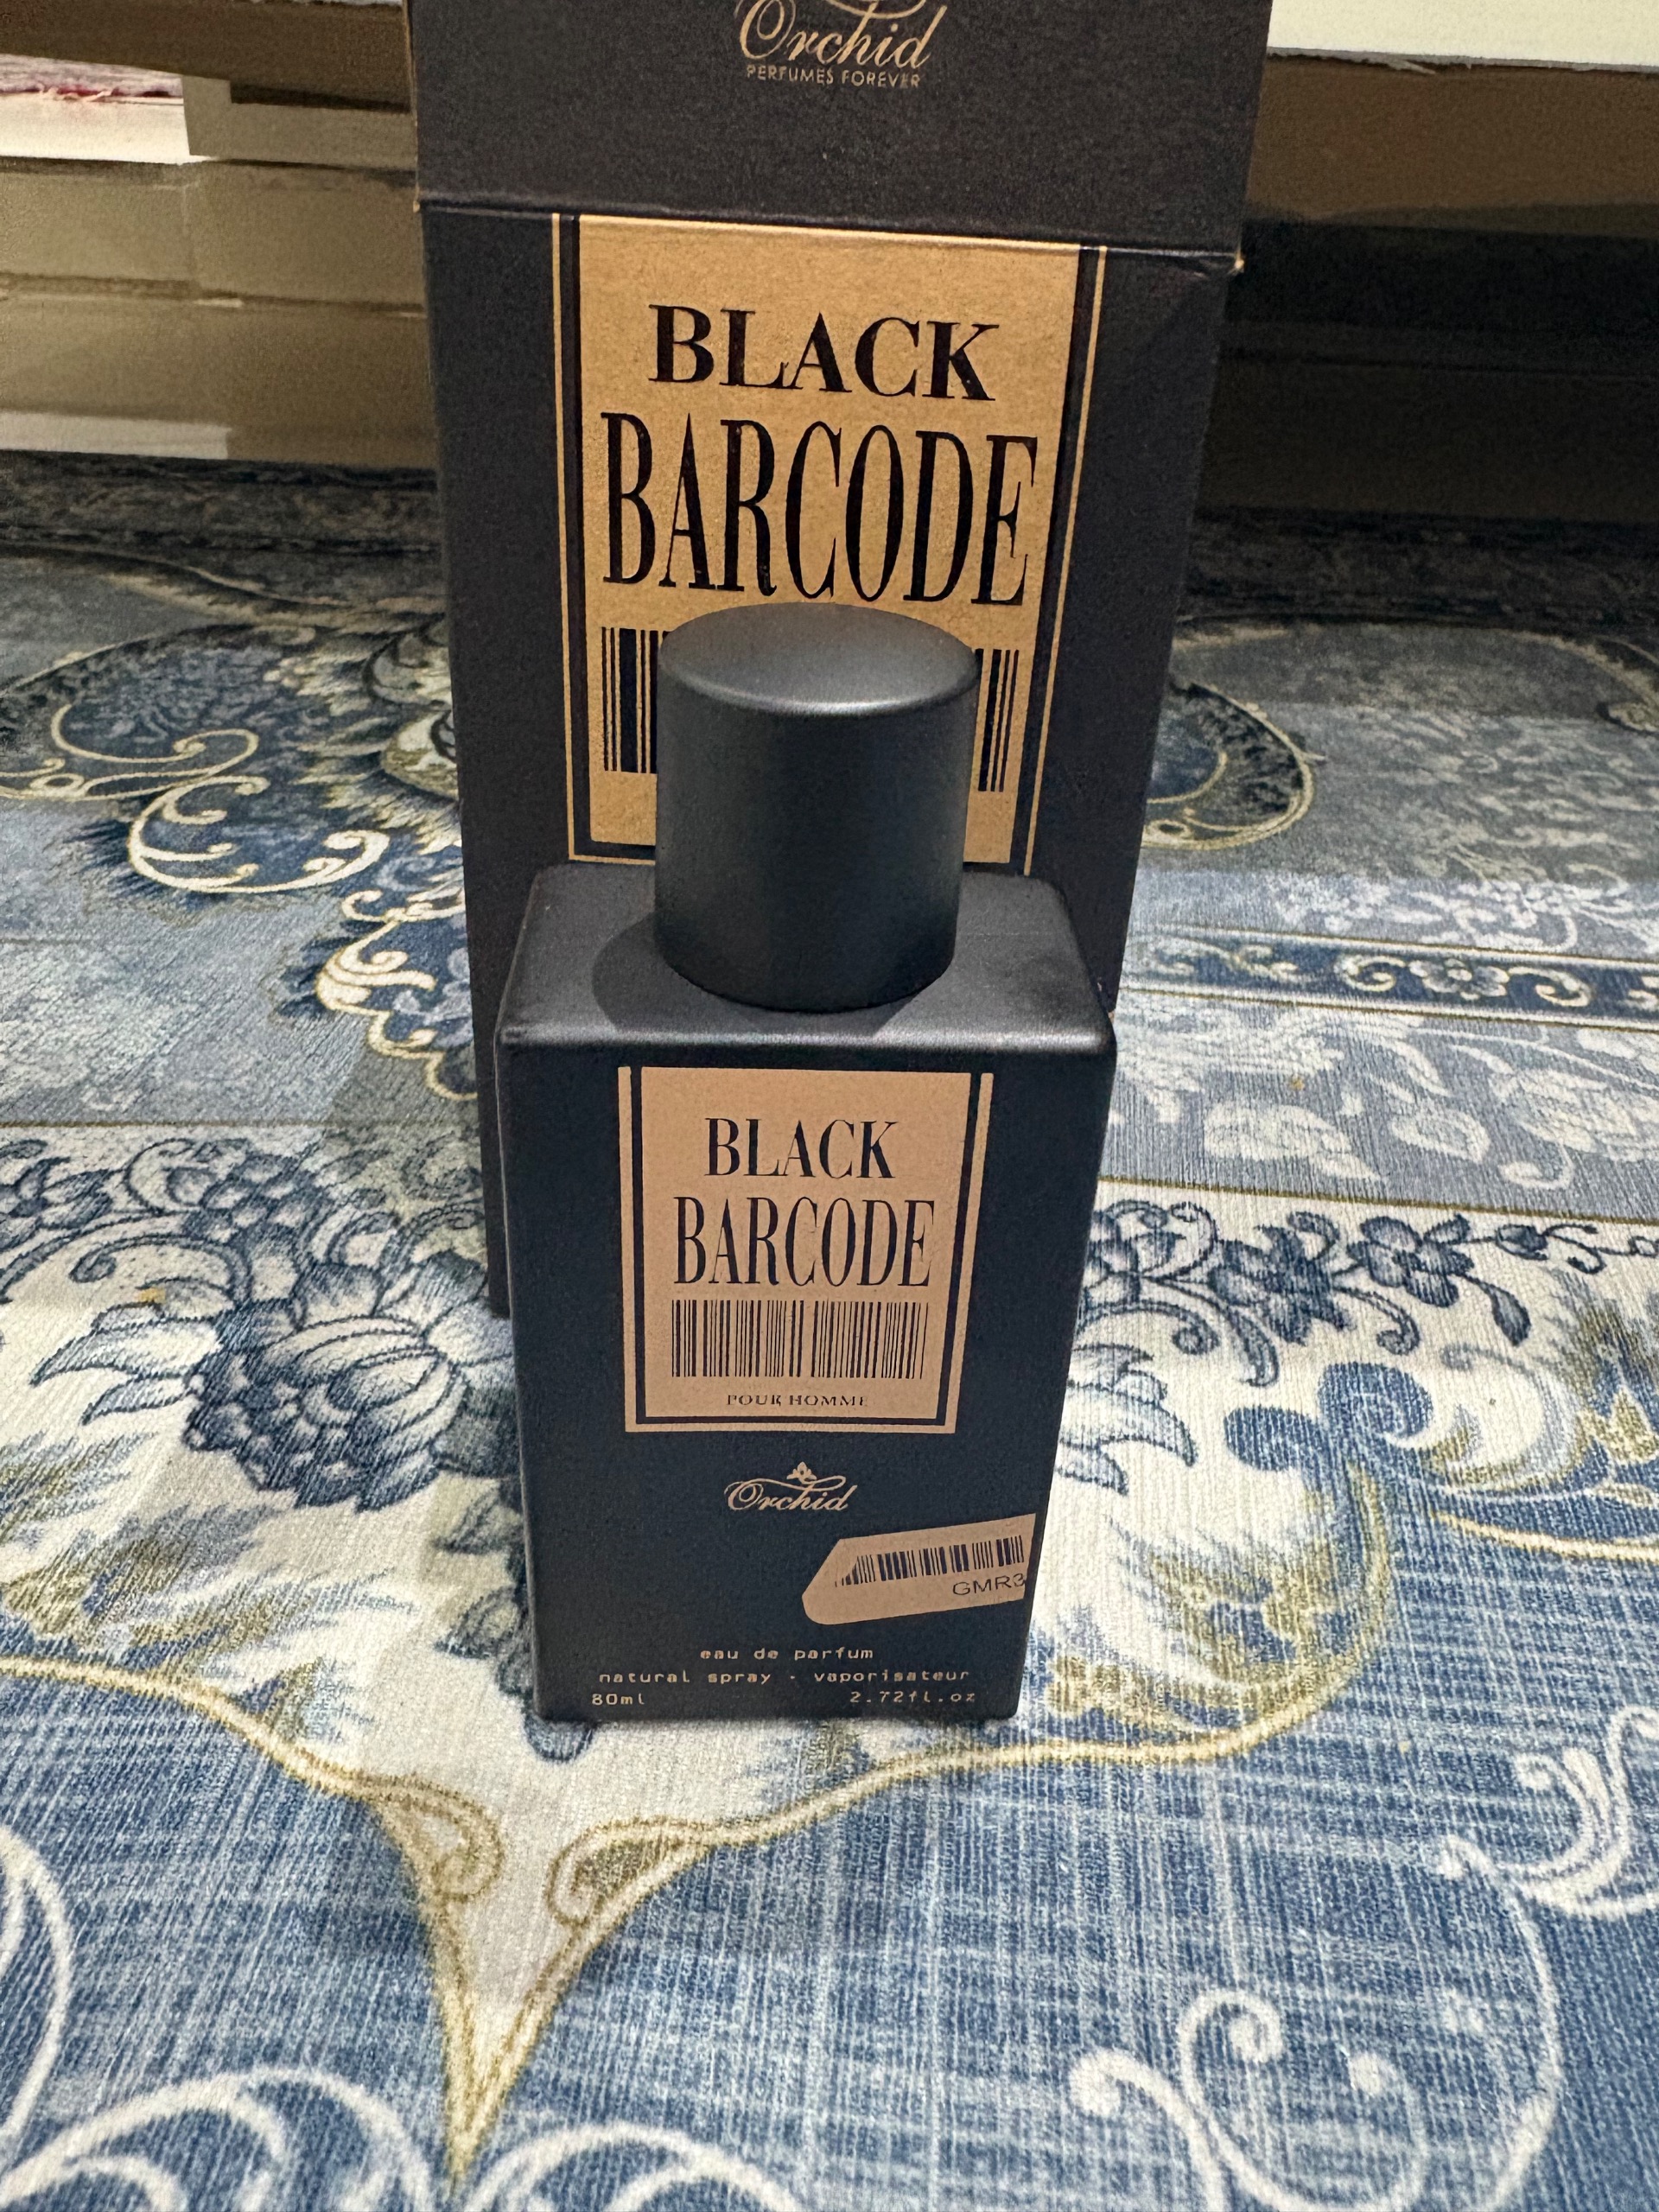 Orchid
PERFUMES FOREVER
BLACK
BARCODE
BLACK
BARCODE
POUR HOMME
Orchid
GMR3
eau de parfum
natural spray - vaporisateur
80ml 2.72fl.oz